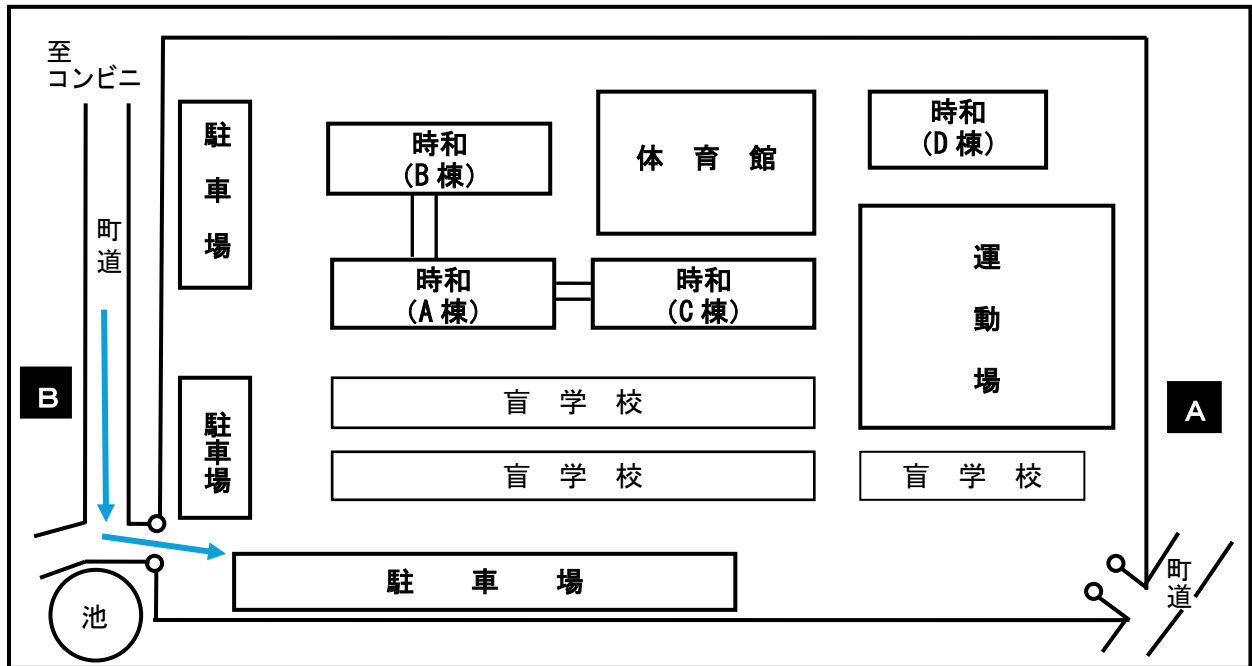 至
コンビニ
駐車場
時和
(B 棟)
体 育 館
時和
(D 棟)
町道
運動場
時和
(A 棟)
時和
(C 棟)
B
A
盲 学 校
駐車場
盲 学 校
盲 学 校
駐 車 場
町道
池